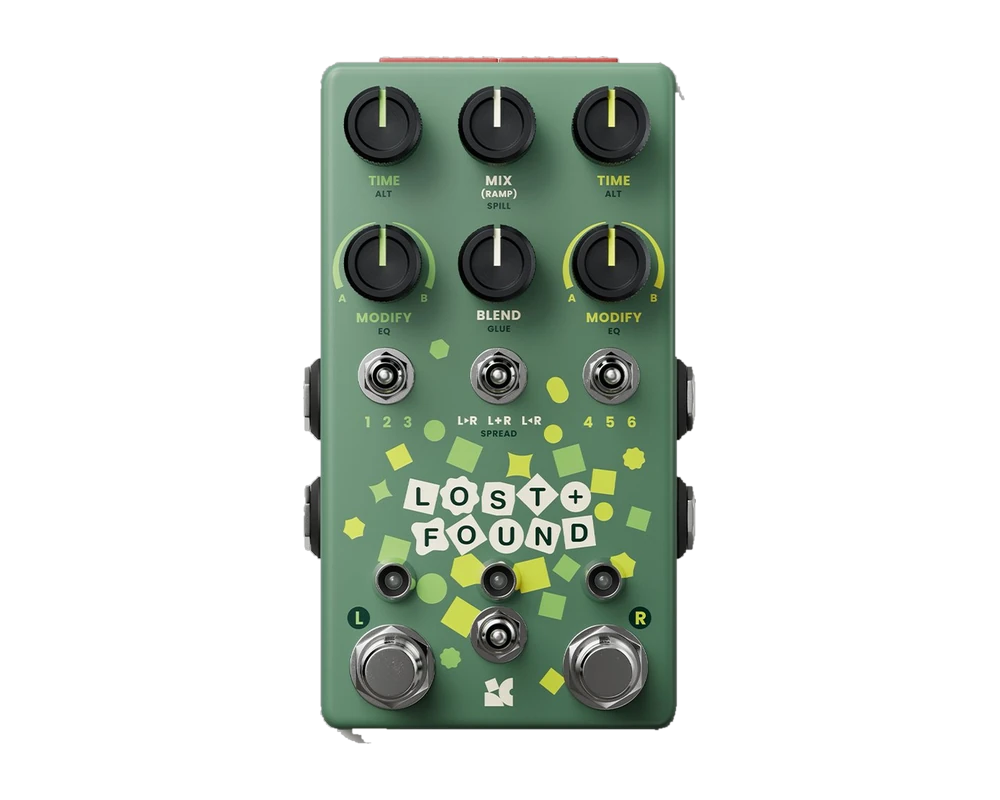 TIME MIX TIME
ALT (RAMP) ALT
SPILL
A B A B
MODIFY BLEND MODIFY
EQ GLUE EQ
1 2 3 L▸R L+R L◂R 4 5 6
SPREAD
LOST+
FOUND
L R